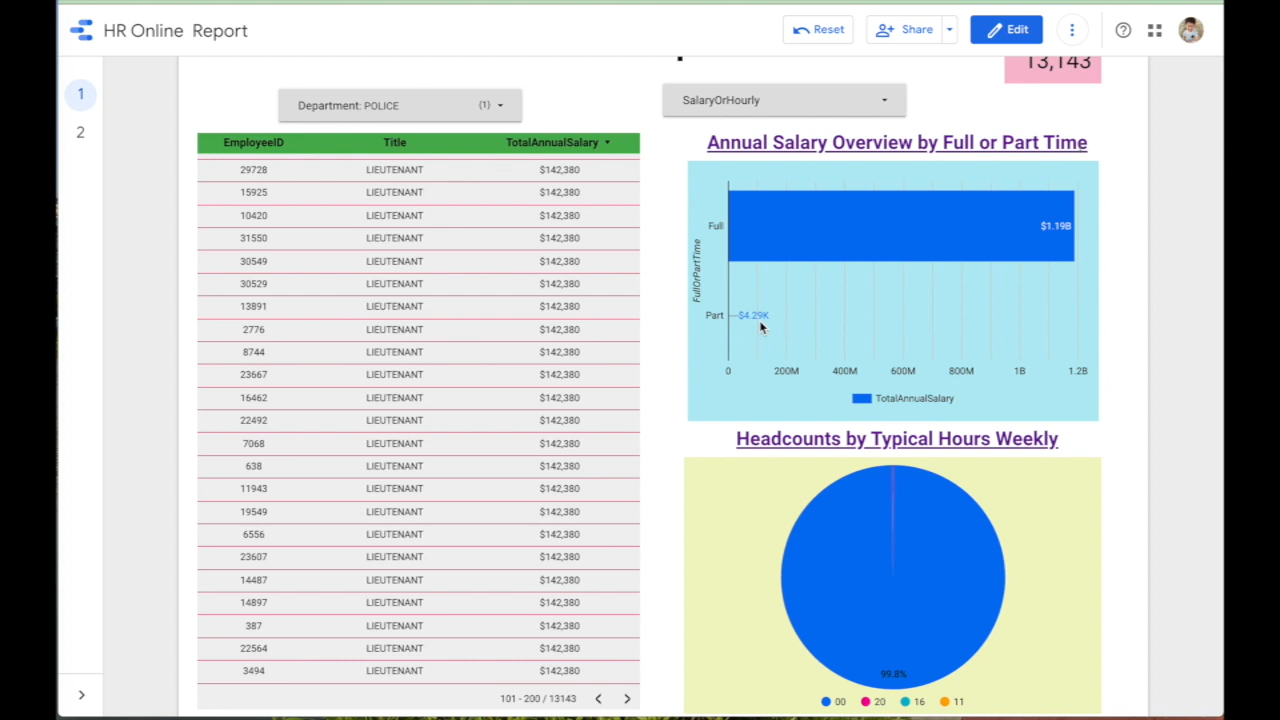 HR Online Report
Reset
Share
Edit
1
2
13,143
Department: POLICE (1)
SalaryOrHourly
EmployeeID Title TotalAnnualSalary
29728 LIEUTENANT $142,380
15925 LIEUTENANT $142,380
10420 LIEUTENANT $142,380
31550 LIEUTENANT $142,380
30549 LIEUTENANT $142,380
30529 LIEUTENANT $142,380
13891 LIEUTENANT $142,380
2776 LIEUTENANT $142,380
8744 LIEUTENANT $142,380
23667 LIEUTENANT $142,380
16462 LIEUTENANT $142,380
22492 LIEUTENANT $142,380
7068 LIEUTENANT $142,380
638 LIEUTENANT $142,380
11943 LIEUTENANT $142,380
19549 LIEUTENANT $142,380
6556 LIEUTENANT $142,380
23607 LIEUTENANT $142,380
14487 LIEUTENANT $142,380
14897 LIEUTENANT $142,380
387 LIEUTENANT $142,380
22564 LIEUTENANT $142,380
3494 LIEUTENANT $142,380
101 - 200 / 13143
Annual Salary Overview by Full or Part Time
FullOrPartTime
Full
$1.19B
Part
$4.29K
0 200M 400M 600M 800M 1B 1.2B
TotalAnnualSalary
Headcounts by Typical Hours Weekly
99.8%
00 20 16 11